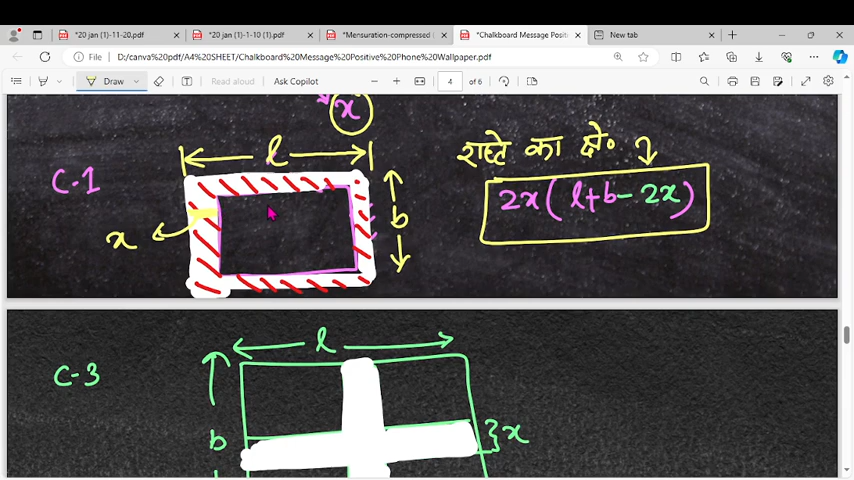 *20 jan (1)-11-20.pdf
*20 jan (1)-1-10 (1).pdf
*Mensuration-compressed (
*Chalkboard Message Positive
New tab
File
D:/canva%20pdf/A4%20SHEET/Chalkboard%20Message%20Positive%20Phone%20Wallpaper.pdf
Draw
Read aloud
Ask Copilot
4
of 6
x
C-1
l
b
x
रास्ते का क्षे०
2x(l+b-2x)
C-3
l
b
x